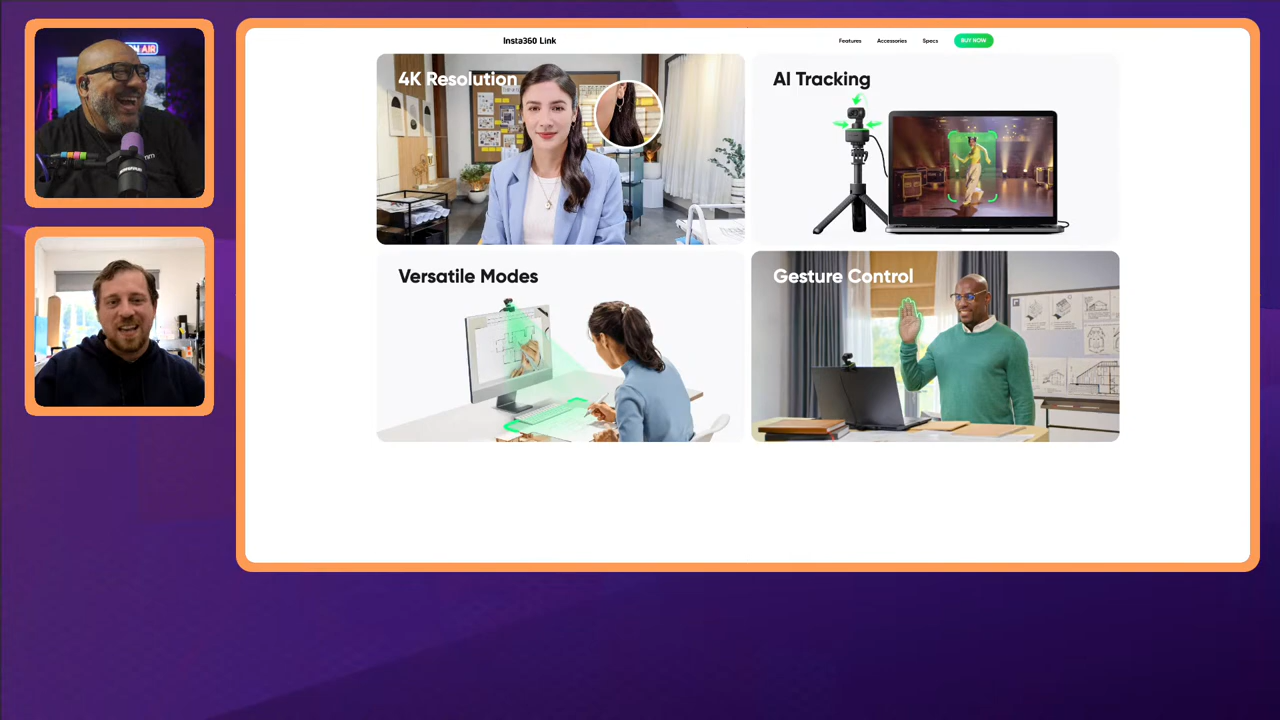 ON AIR
Insta360 Link
Features
Accessories
Specs
BUY NOW
4K Resolution
AI Tracking
Versatile Modes
Gesture Control